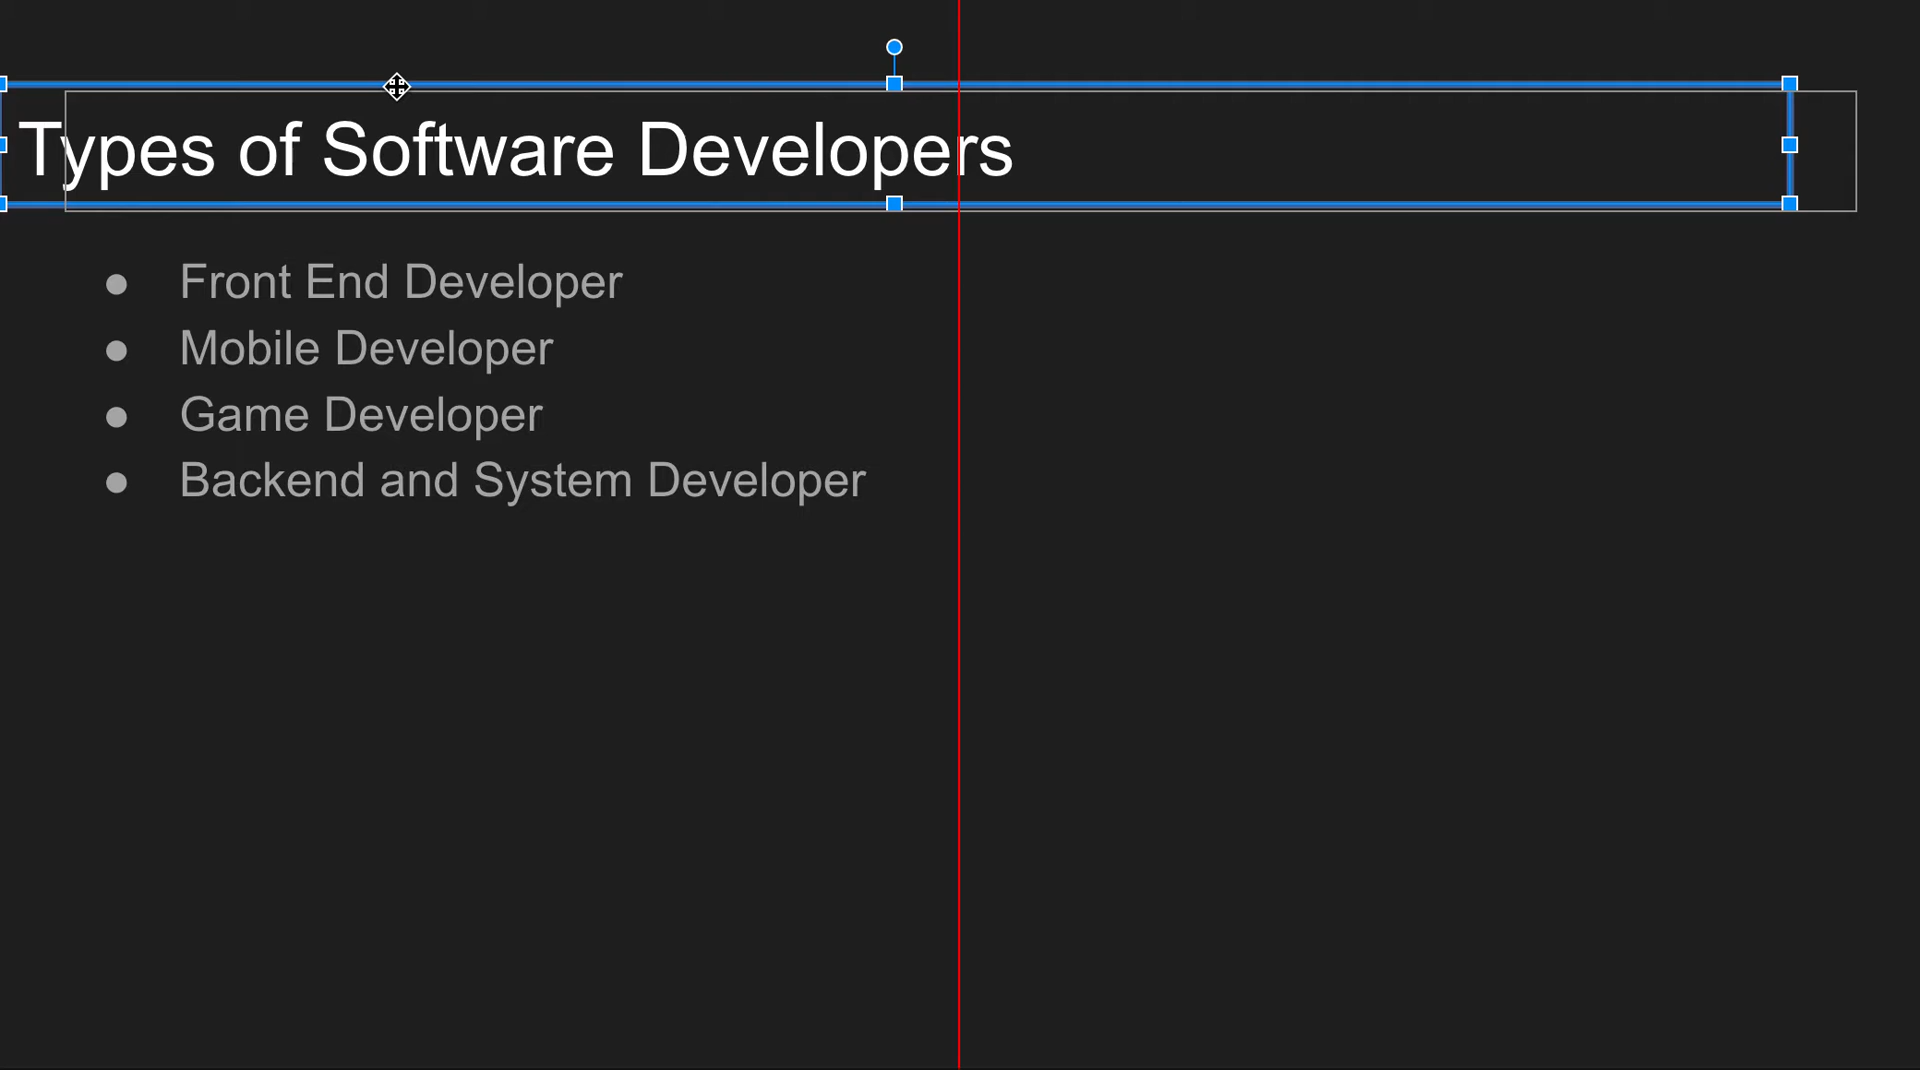 Types of Software Developers
● Front End Developer
● Mobile Developer
● Game Developer
● Backend and System Developer